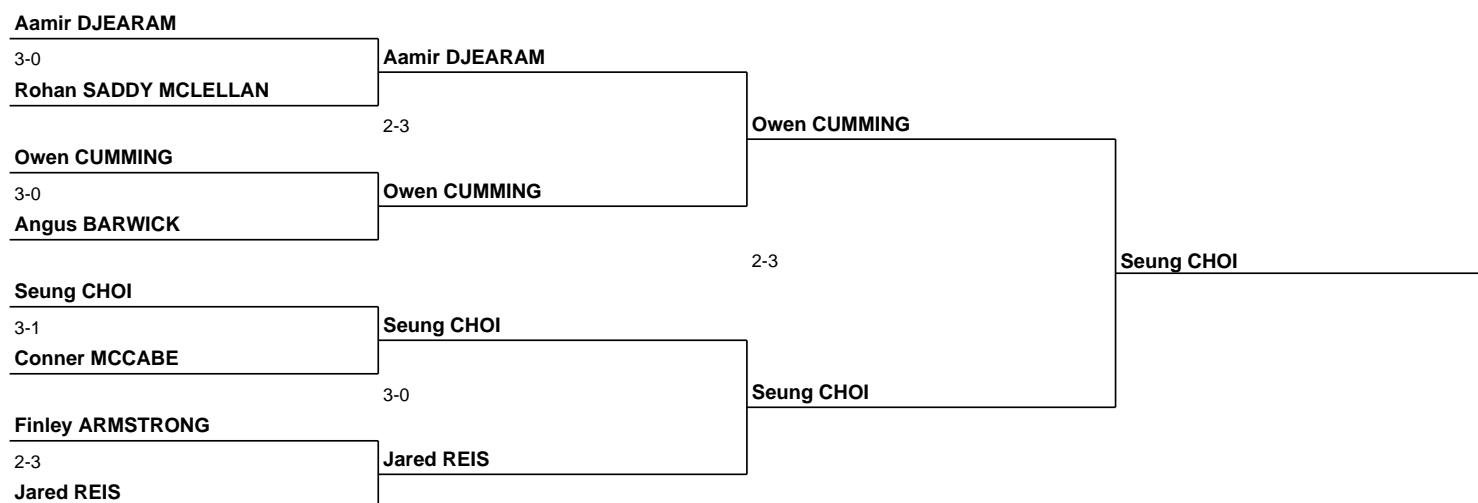 Aamir DJEARAM
3-0
Rohan SADDY MCLELLAN
Owen CUMMING
3-0
Angus BARWICK
Seung CHOI
3-1
Conner MCCABE
Finley ARMSTRONG
2-3
Jared REIS
Aamir DJEARAM
2-3
Owen CUMMING
Seung CHOI
3-0
Jared REIS
Owen CUMMING
2-3
Seung CHOI
Seung CHOI